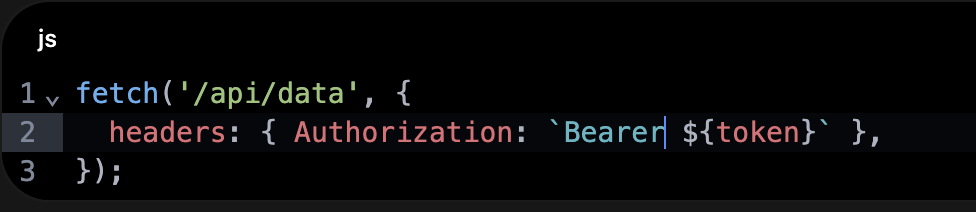 js
1 fetch('/api/data', {
2   headers: { Authorization: `Bearer ${token}` },
3 });